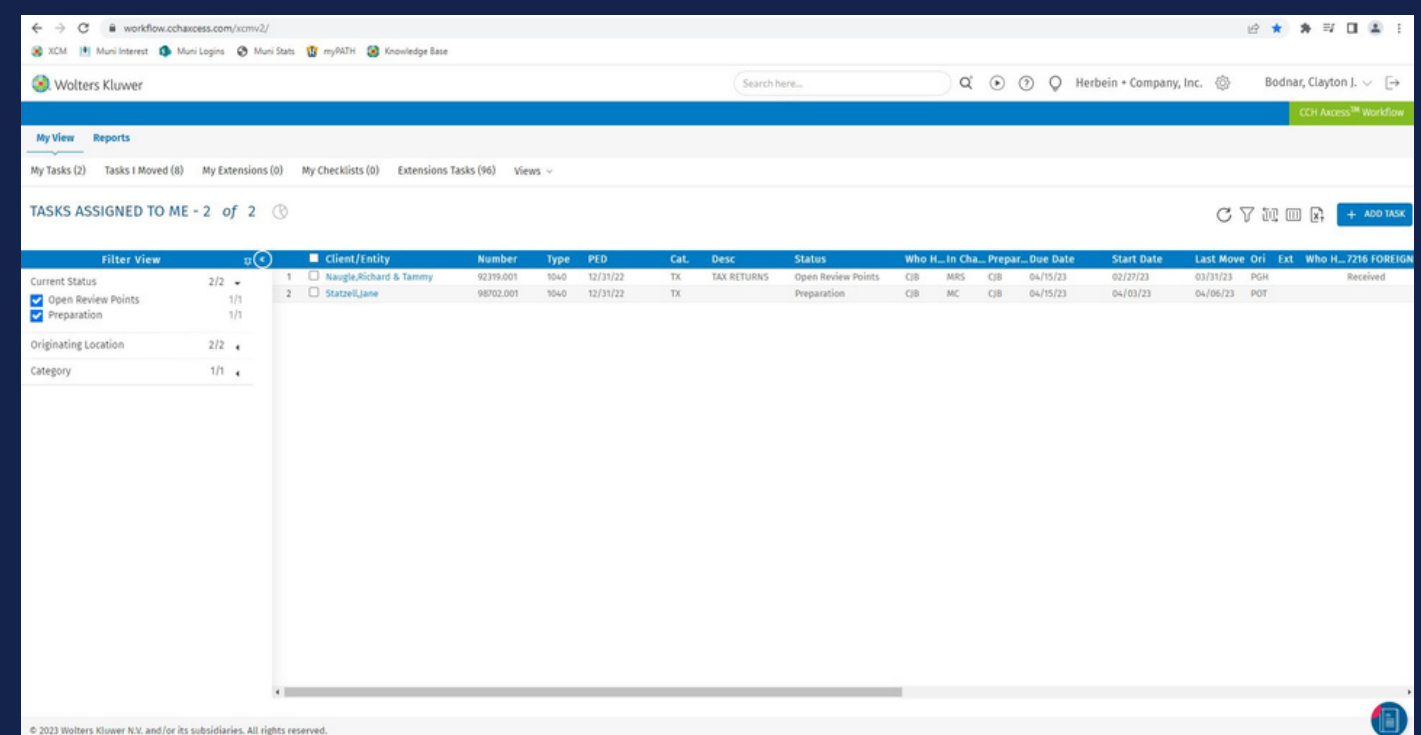 workflow.cchaxcess.com/xcmv2/
XCM Muni Interest Muni Logins Muni Stats myPATH Knowledge Base
Wolters Kluwer Search here... Herbein + Company, Inc. Bodnar, Clayton J.
CCH Axcess™ Workflow
My View Reports
My Tasks (2) Tasks I Moved (8) My Extensions (0) My Checklists (0) Extensions Tasks (96) Views
TASKS ASSIGNED TO ME - 2 of 2 + ADD TASK
Filter View Client/Entity Number Type PED Cat. Desc Status Who H... In Cha... Prepar... Due Date Start Date Last Move Ori Ext Who H... 7216 FOREIGN
Current Status 2/2 1 Naugle,Richard & Tammy 92319.001 1040 12/31/22 TX TAX RETURNS Open Review Points CJB MRS CJB 04/15/23 02/27/23 03/31/23 PGH Received
Open Review Points 1/1 2 Statzell,Jane 98702.001 1040 12/31/22 TX Preparation CJB MC CJB 04/15/23 04/03/23 04/06/23 POT
Preparation 1/1
Originating Location 2/2
Category 1/1
© 2023 Wolters Kluwer N.V. and/or its subsidiaries. All rights reserved.